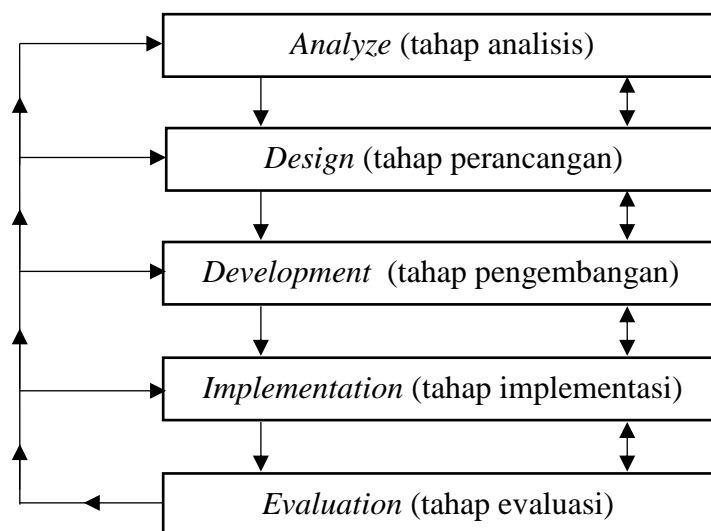 Analyze (tahap analisis)
Design (tahap perancangan)
Development (tahap pengembangan)
Implementation (tahap implementasi)
Evaluation (tahap evaluasi)